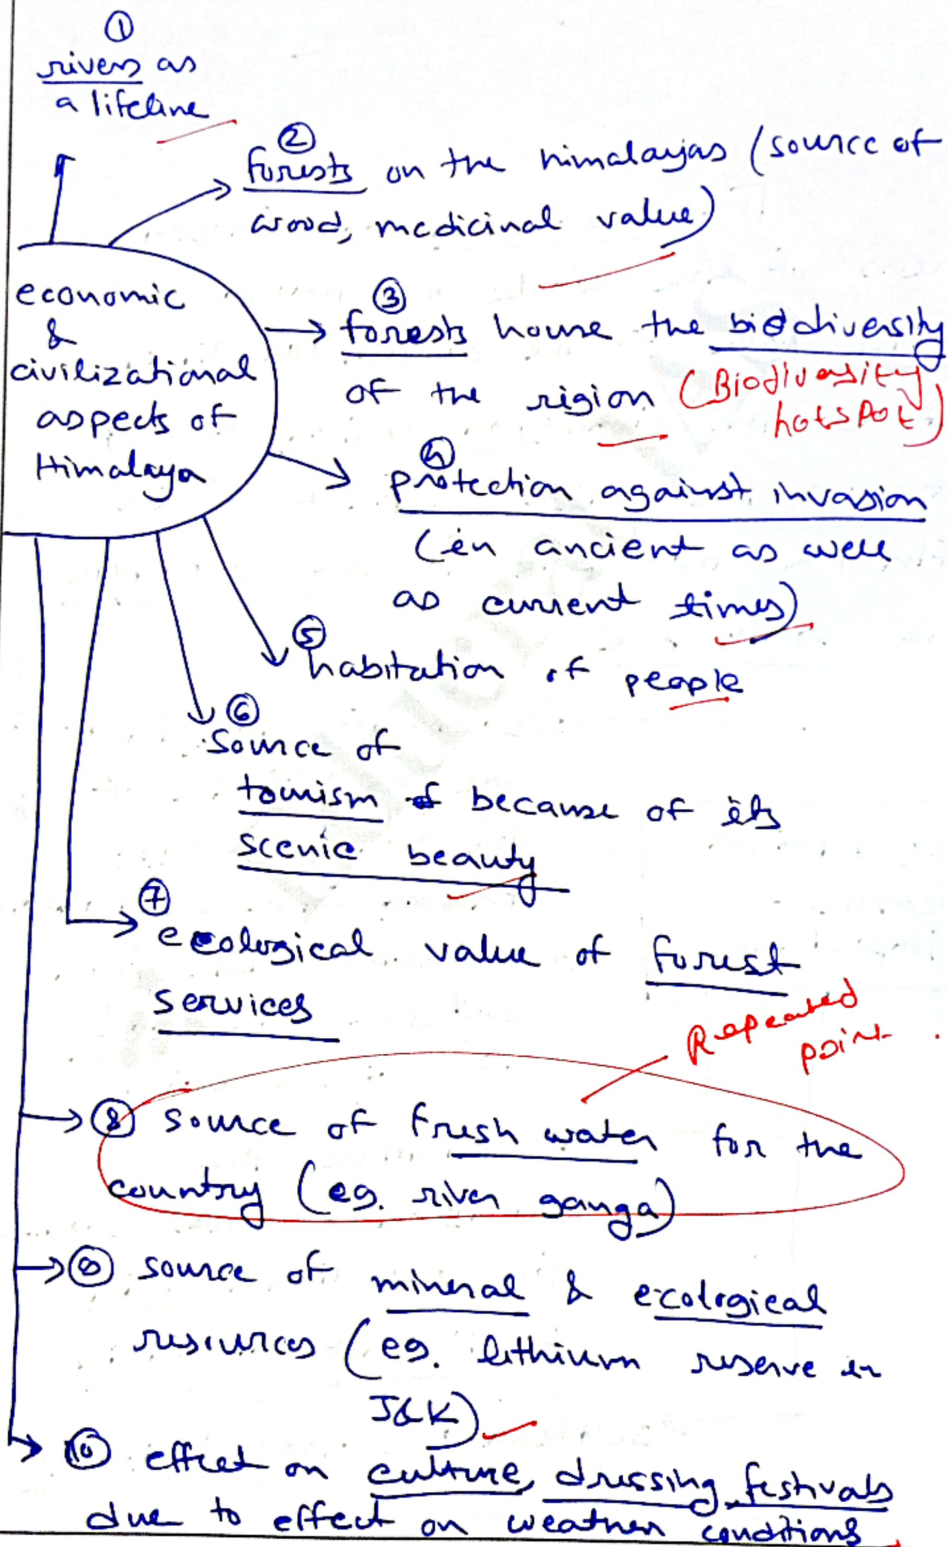 ①
rivers as
a lifeline
②
forests on the himalayas (source of
wood, medicinal value)
economic
&
civilizational
aspects of
Himalaya
③
forests house the biodiversity
of the rigion (Biodiversity
hotspot)
④
protection against invasion
(in ancient as well
as current times)
⑤
habitation of people
⑥
Source of
tourism of because of its
scenic beauty
⑦
ecological value of forest
services
Repeated
point
⑧ source of fresh water for the
country (eg. river ganga)
source of mineral & ecological
resources (eg. lithium reserve in
J&K)
⑩ effect on culture, dressing, festivals
due to effect on weather conditions